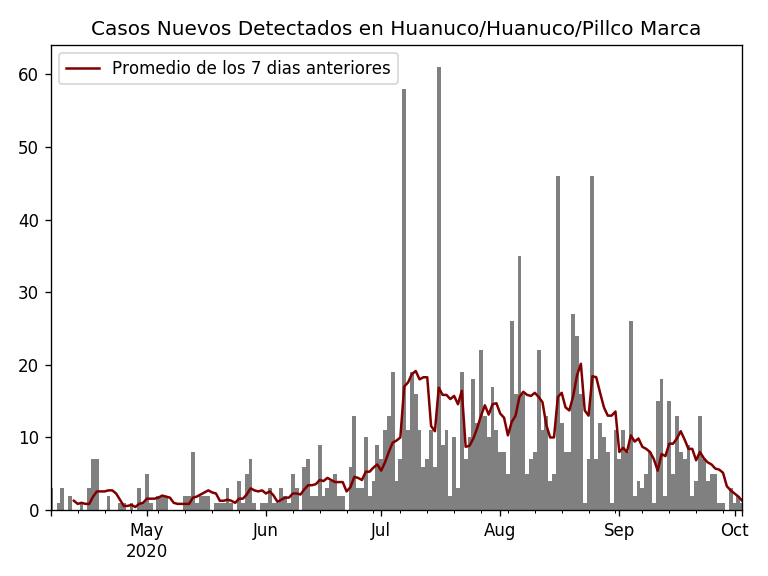 Casos Nuevos Detectados en Huanuco/Huanuco/Pillco Marca
Promedio de los 7 dias anteriores
60
50
40
30
20
10
0
May Jun Jul Aug Sep Oct
2020